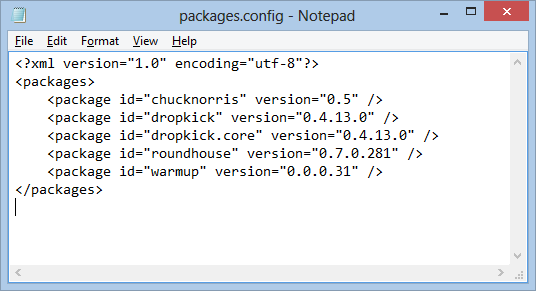 packages.config - Notepad
File Edit Format View Help
<?xml version="1.0" encoding="utf-8"?>
<packages>
    <package id="chucknorris" version="0.5" />
    <package id="dropkick" version="0.4.13.0" />
    <package id="dropkick.core" version="0.4.13.0" />
    <package id="roundhouse" version="0.7.0.281" />
    <package id="warmup" version="0.0.0.31" />
</packages>